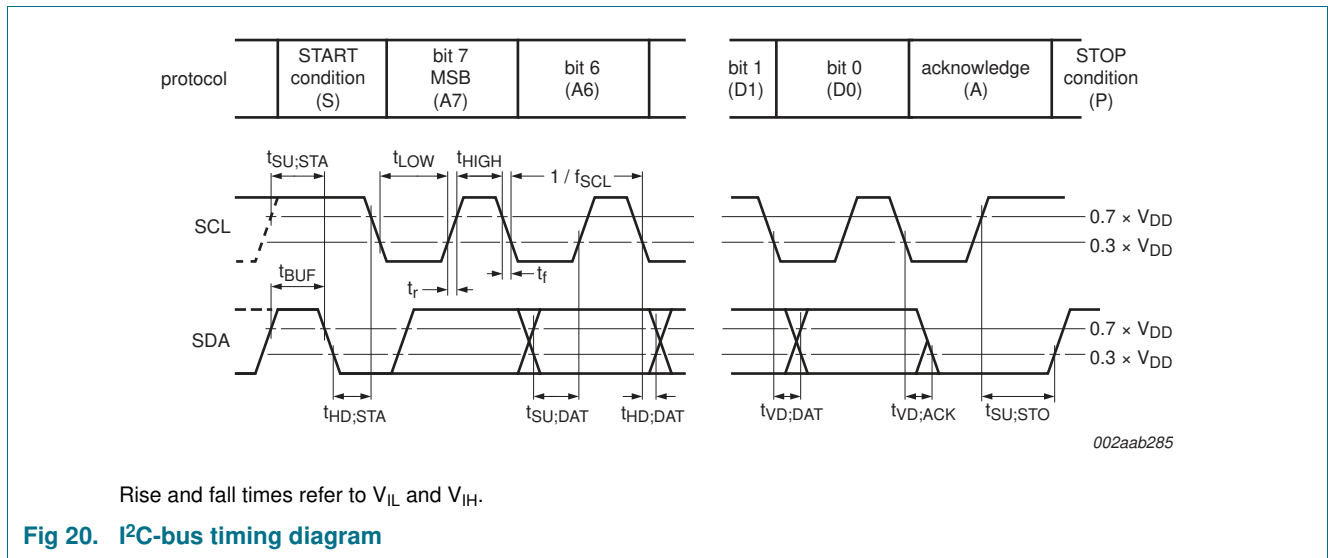 protocol
START
condition
(S)
bit 7
MSB
(A7)
bit 6
(A6)
bit 1
(D1)
bit 0
(D0)
acknowledge
(A)
STOP
condition
(P)
tSU;STA
tLOW
tHIGH
1 / fSCL
SCL
0.7 × VDD
0.3 × VDD
tBUF
tr
tf
SDA
0.7 × VDD
0.3 × VDD
tHD;STA
tSU;DAT
tHD;DAT
tVD;DAT
tVD;ACK
tSU;STO
002aab285
Rise and fall times refer to VIL and VIH.
Fig 20. I²C-bus timing diagram